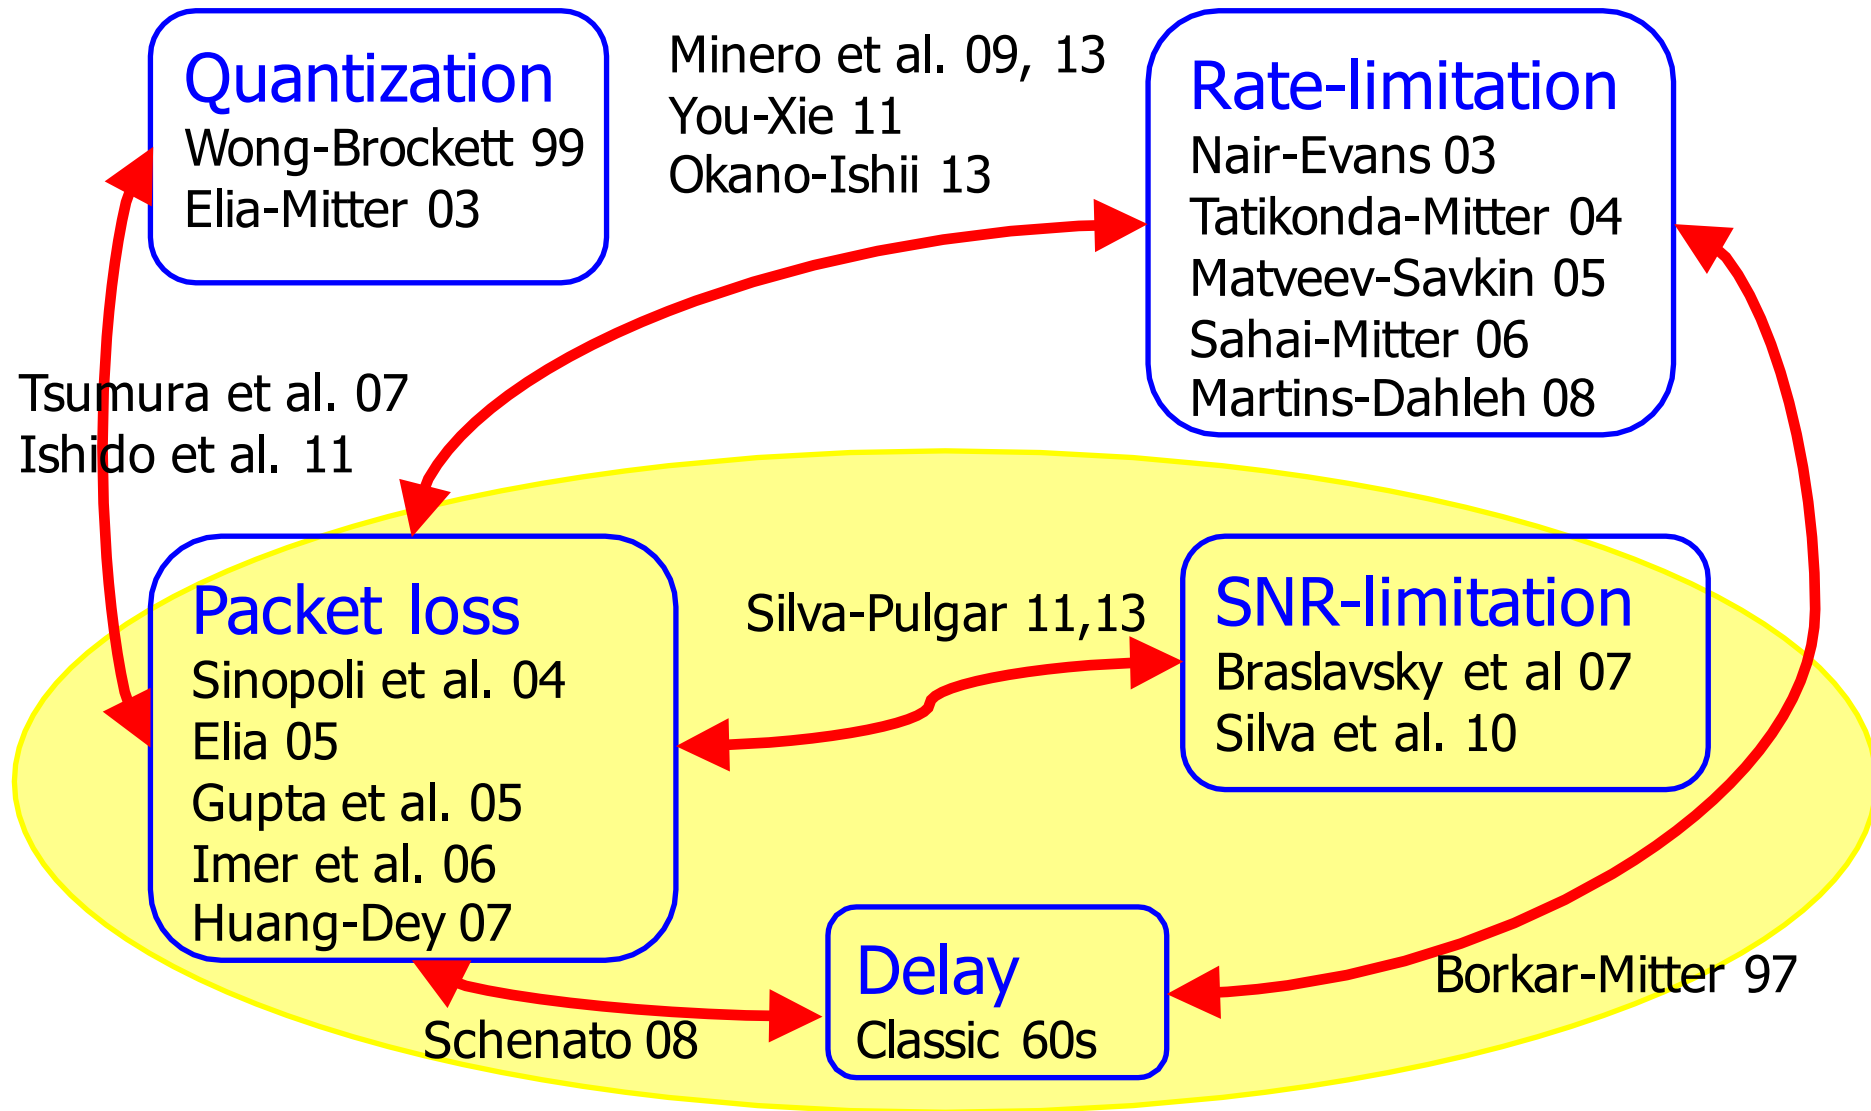 Quantization
Wong-Brockett 99
Elia-Mitter 03
Minero et al. 09, 13
You-Xie 11
Okano-Ishii 13
Rate-limitation
Nair-Evans 03
Tatikonda-Mitter 04
Matveev-Savkin 05
Sahai-Mitter 06
Martins-Dahleh 08
Tsumura et al. 07
Ishido et al. 11
Packet loss
Sinopoli et al. 04
Elia 05
Gupta et al. 05
Imer et al. 06
Huang-Dey 07
Silva-Pulgar 11,13
SNR-limitation
Braslavsky et al 07
Silva et al. 10
Schenato 08
Delay
Classic 60s
Borkar-Mitter 97